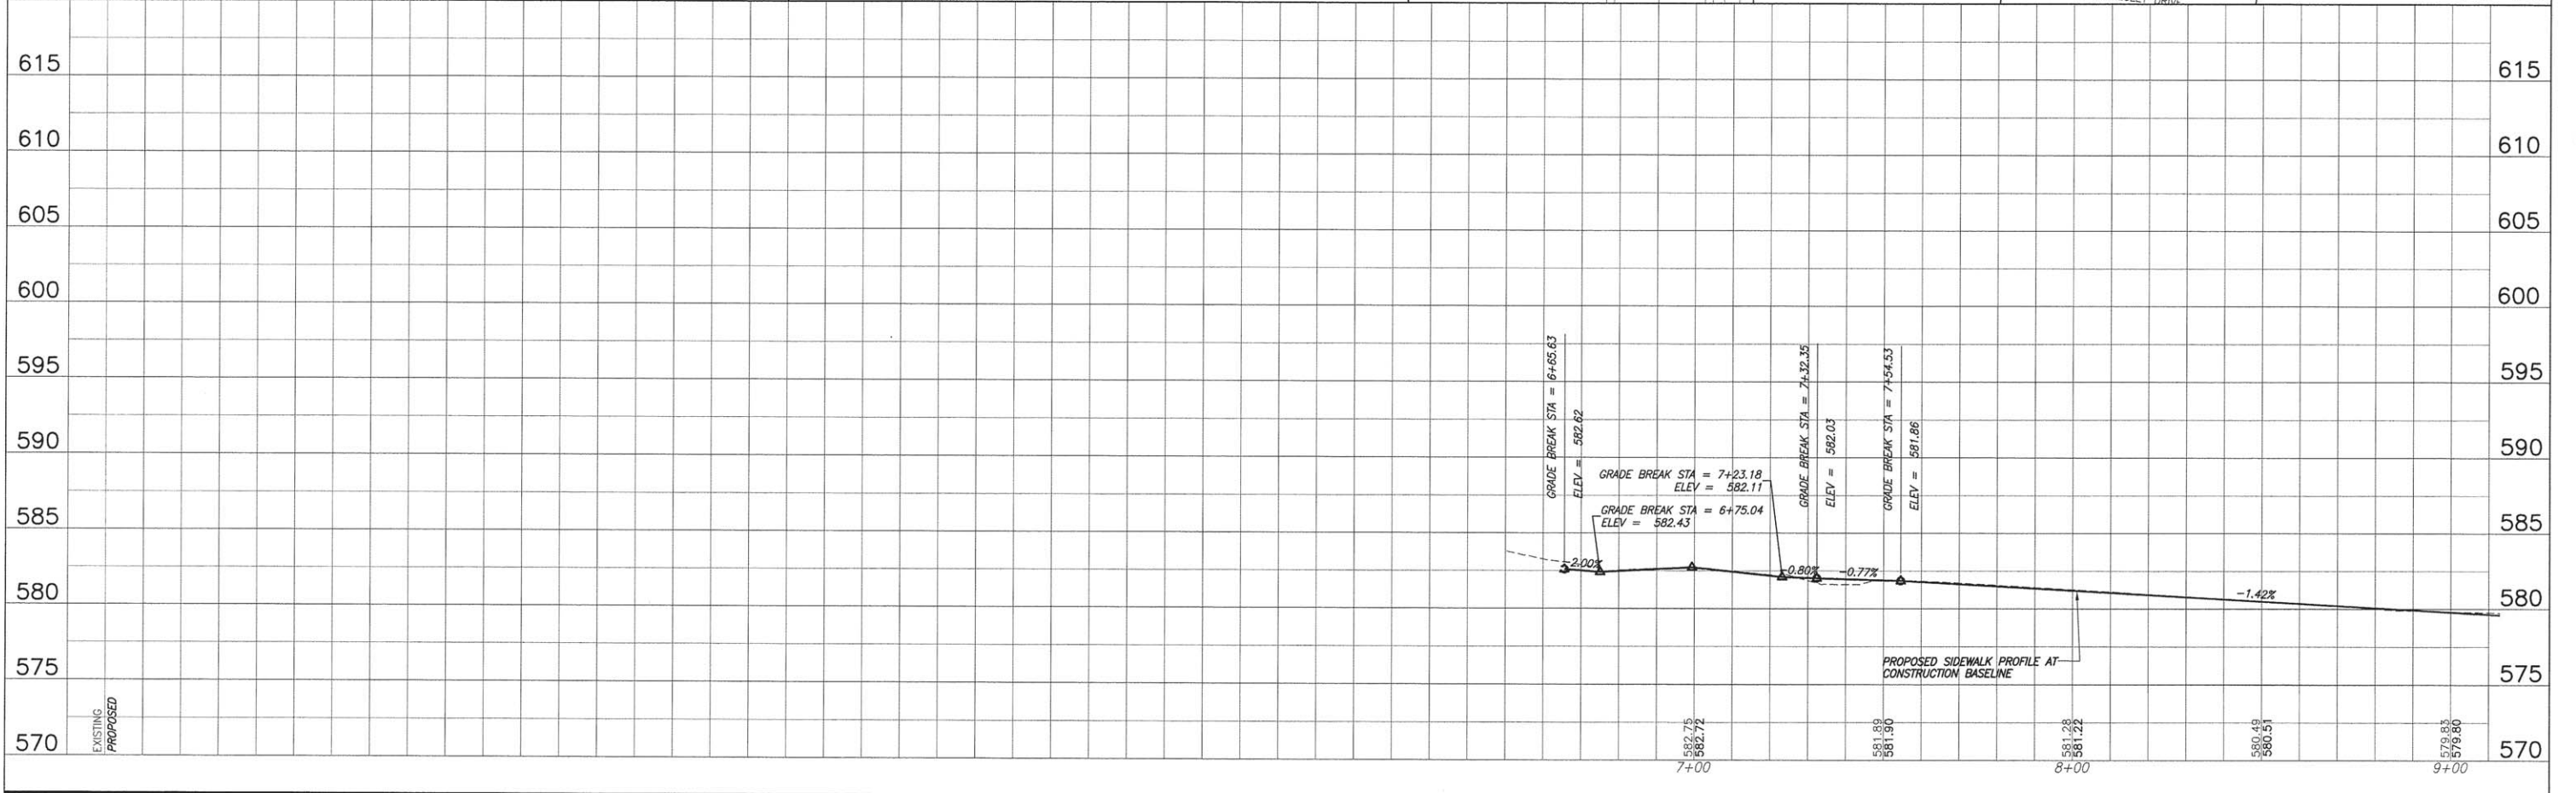 615
615
610
610
605
605
600
600
595
595
590
590
585
585
580
580
575
575
570
570
GRADE BREAK STA = 6+65.63
ELEV = 582.62
GRADE BREAK STA = 7+23.18
ELEV = 582.11
GRADE BREAK STA = 6+75.04
ELEV = 582.43
GRADE BREAK STA = 7+32.35
ELEV = 582.03
GRADE BREAK STA = 7+54.53
ELEV = 581.86
-2.00%
-0.80%
-0.77%
-1.42%
PROPOSED SIDEWALK PROFILE AT
CONSTRUCTION BASELINE
EXISTING
PROPOSED
582.75
582.72
581.89
581.90
581.28
581.22
580.49
580.51
579.83
579.80
7+00
8+00
9+00